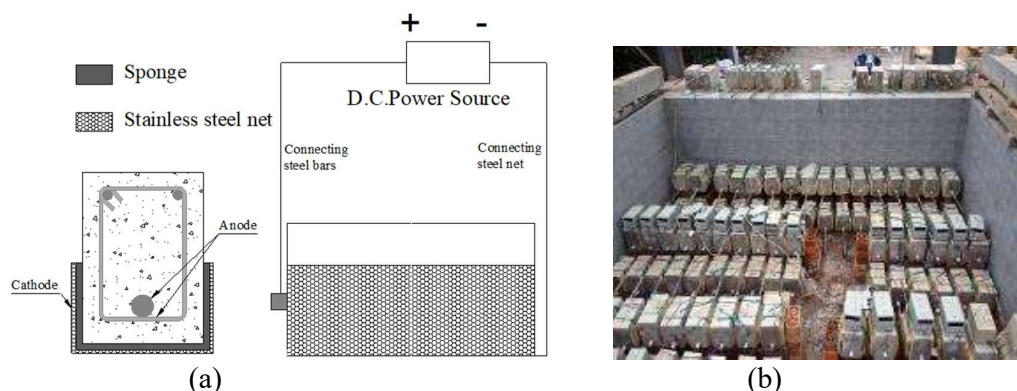 + -
Sponge
D.C.Power Source
Stainless steel net
Connecting
steel bars
Connecting
steel net
Anode
Cathode
(a)
(b)